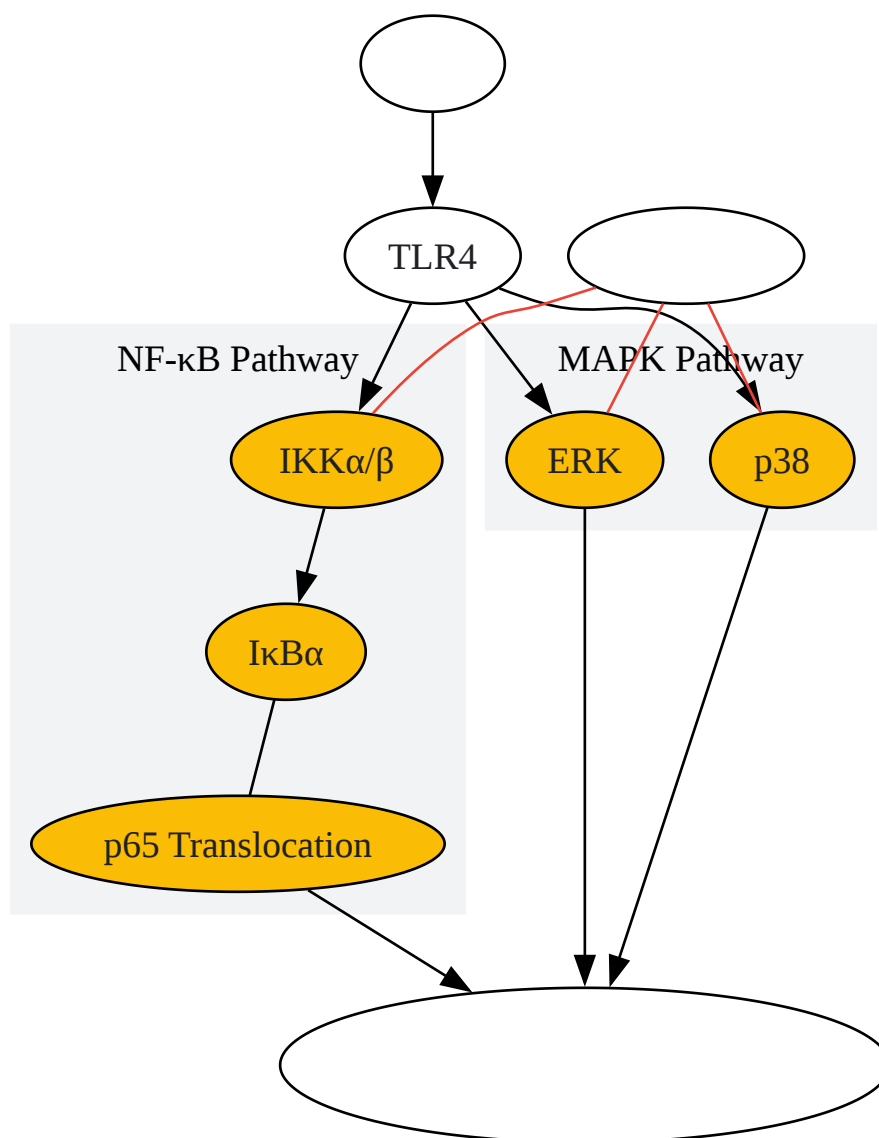 TLR4
NF-κB Pathway
MAPK Pathway
IKKα/β
ERK
p38
IκBα
p65 Translocation